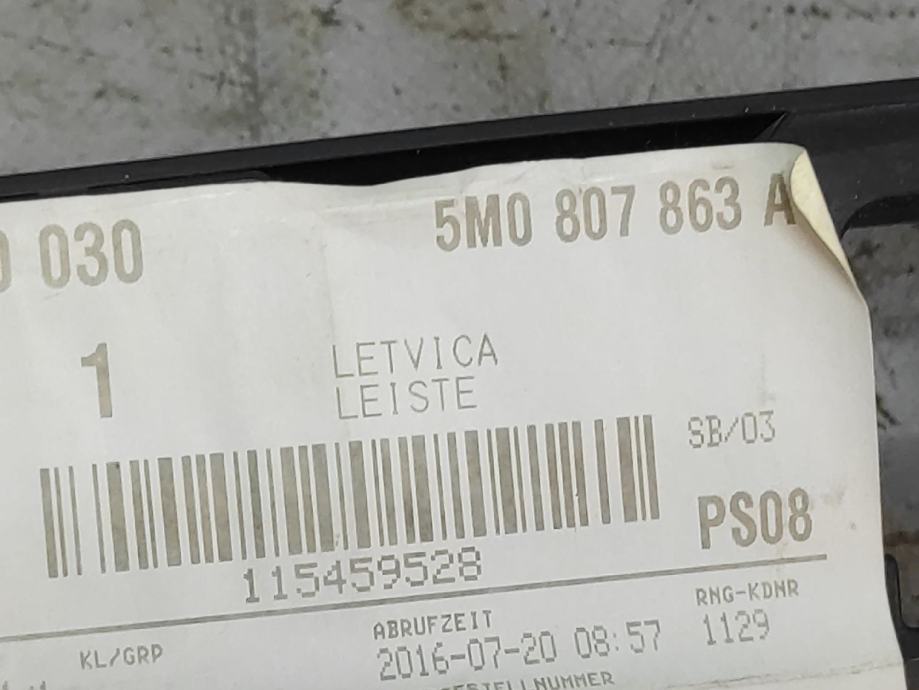 030
5M0 807 863 A
1
LETVICA
LEISTE
SB/03
PS08
115459528
KL/GRP
ABRUFZEIT
2016-07-20 08:57
RNG-KDNR
1129